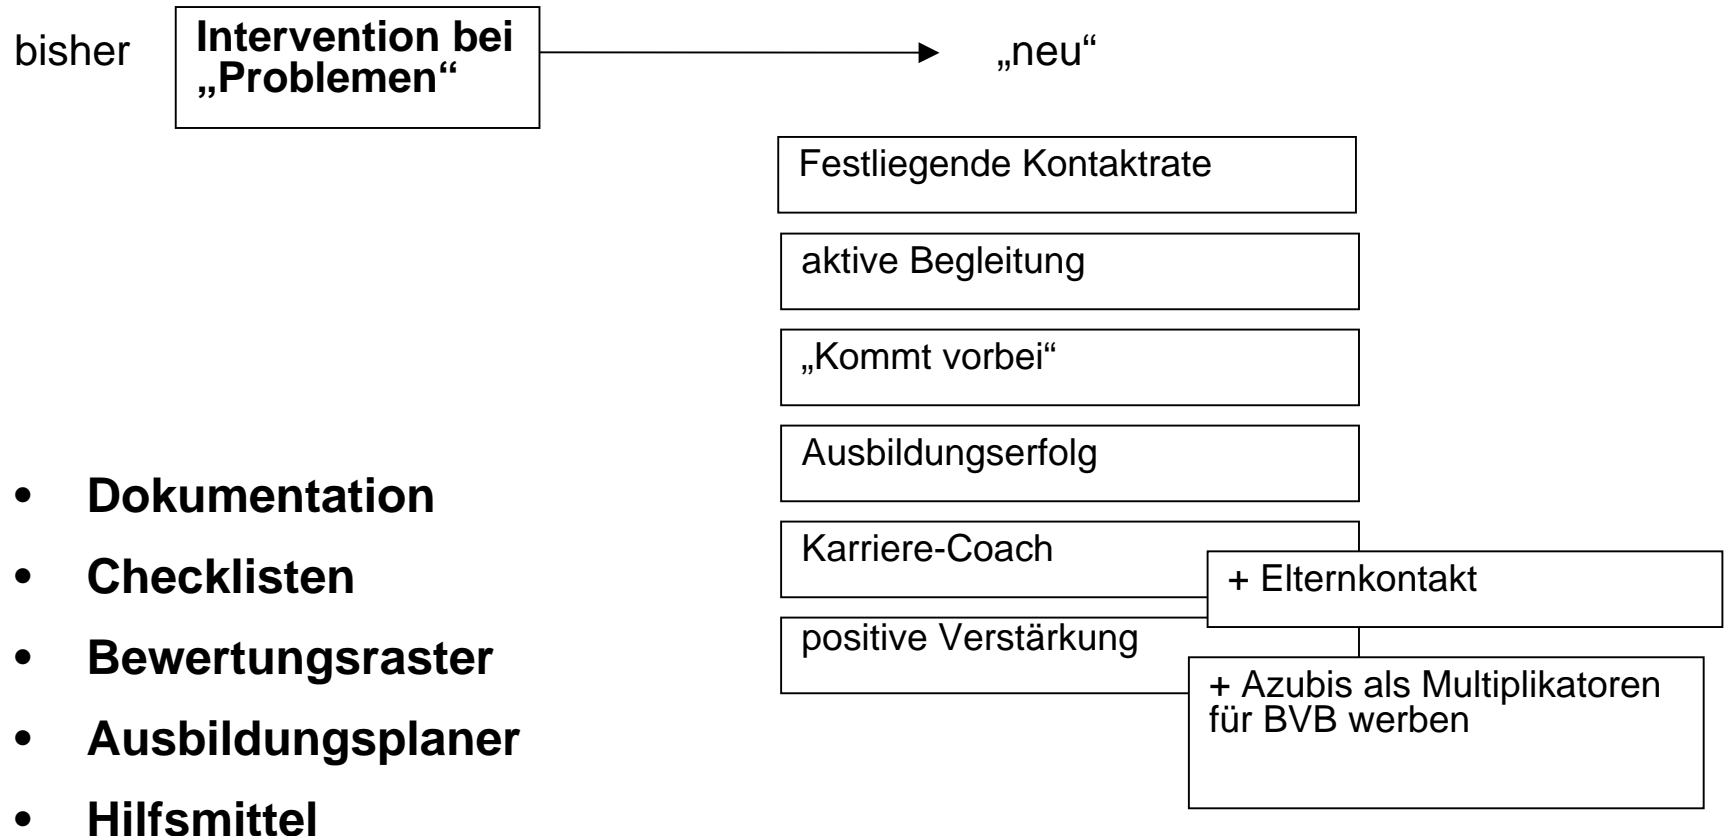 bisher
Intervention bei
„Problemen“
„neu“
Festliegende Kontaktrate
aktive Begleitung
„Kommt vorbei“
Ausbildungserfolg
Karriere-Coach
+ Elternkontakt
positive Verstärkung
+ Azubis als Multiplikatoren
für BVB werben
• Dokumentation
• Checklisten
• Bewertungsraster
• Ausbildungsplaner
• Hilfsmittel